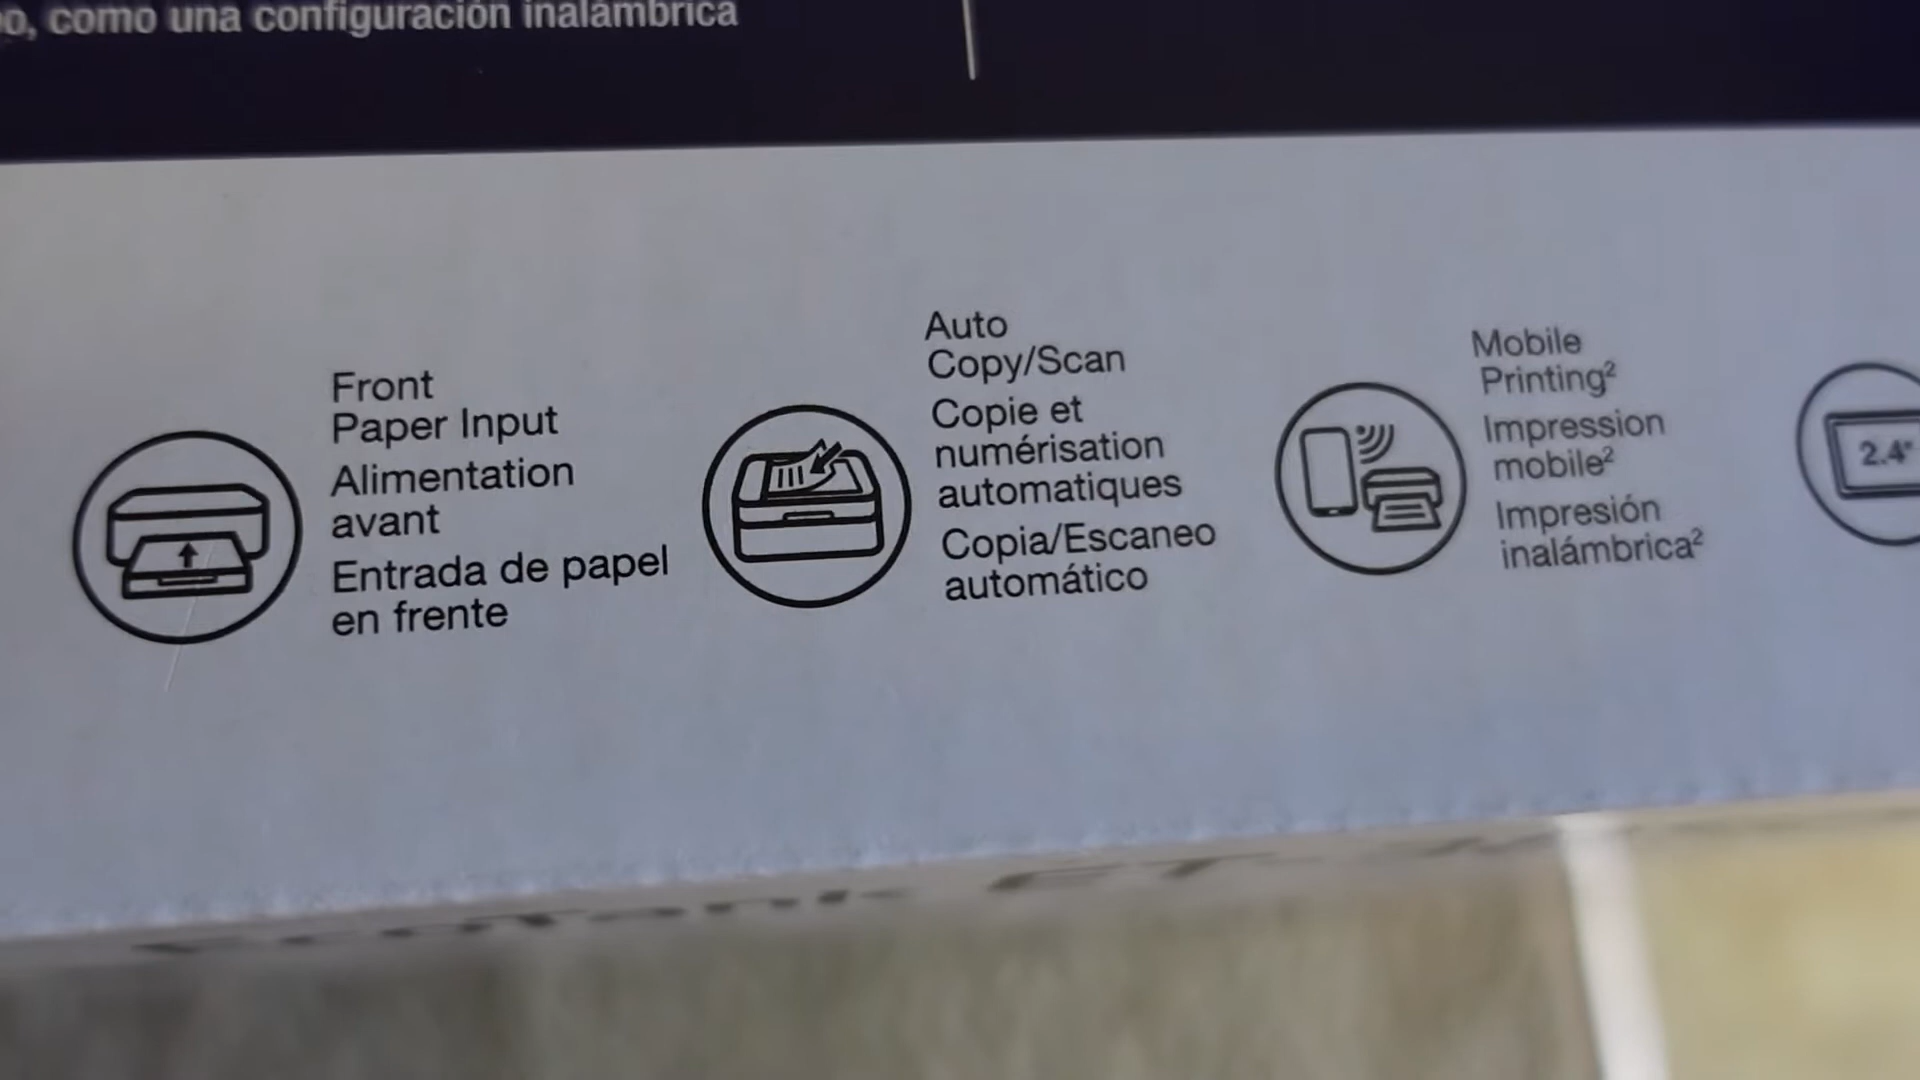 como una configuración inalámbrica
Front
Paper Input
Alimentation
avant
Entrada de papel
en frente
Auto
Copy/Scan
Copie et
numérisation
automatiques
Copia/Escaneo
automático
Mobile
Printing²
Impression
mobile²
Impresión
inalámbrica²
2.4"